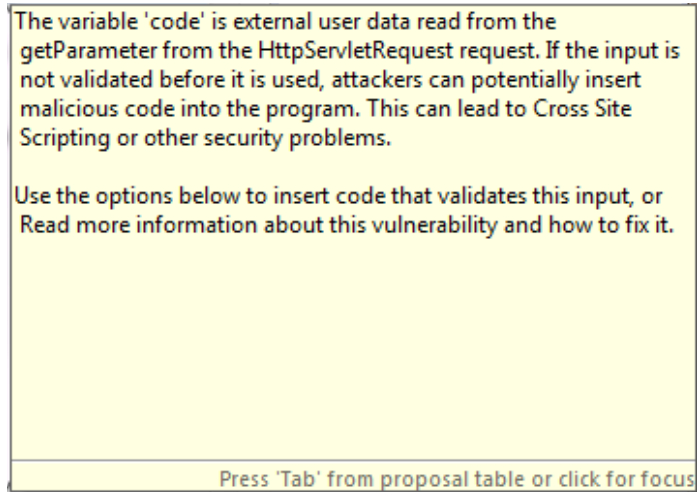 The variable 'code' is external user data read from the
getParameter from the HttpServletRequest request. If the input is
not validated before it is used, attackers can potentially insert
malicious code into the program. This can lead to Cross Site
Scripting or other security problems.
Use the options below to insert code that validates this input, or
Read more information about this vulnerability and how to fix it.
Press 'Tab' from proposal table or click for focus